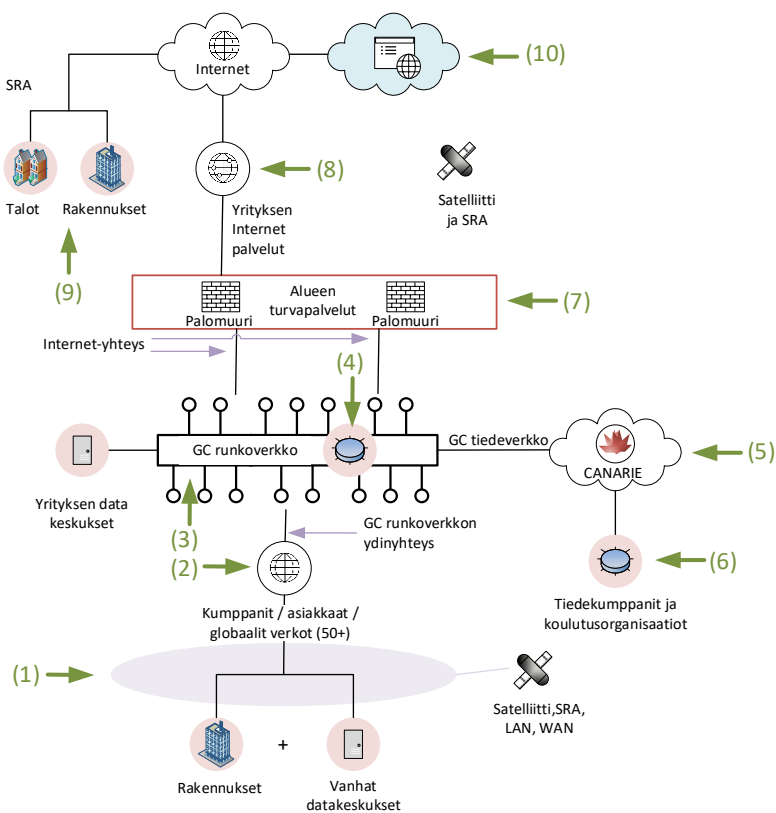 (10)
Internet
SRA
(8)
Talot
Rakennukset
Satelliitti
ja SRA
Yrityksen
Internet
palvelut
(9)
Alueen
turvapalvelut
(7)
Palomuuri
Palomuuri
Internet-yhteys
(4)
GC runkoverkko
GC tiedeverkko
CANARIE
(5)
Yrityksen data
keskukset
(3)
GC runkoverkkon
ydinyhteys
(2)
(6)
Tiedekumppanit ja
koulutusorganisaatiot
Kumppanit / asiakkaat /
globaalit verkot (50+)
(1)
Satelliitti,SRA,
LAN, WAN
+
Rakennukset
Vanhat
datakeskukset